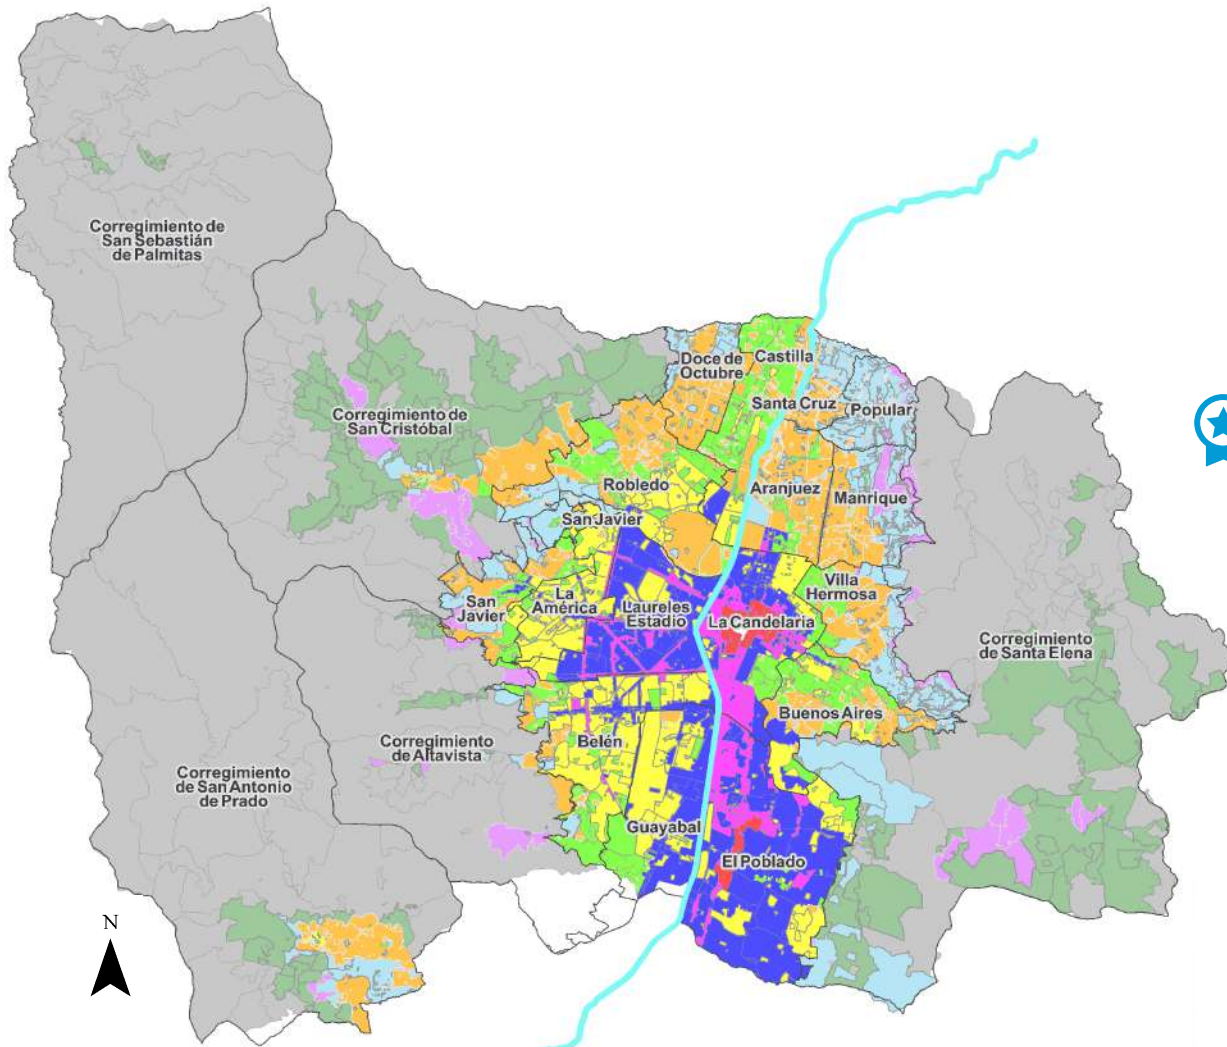 Corregimiento de
San Sebastián
de Palmitas
Doce de
Octubre
Castilla
Santa Cruz
Popular
Corregimiento de
San Cristóbal
Robledo
Aranjuez
Manrique
San Javier
Villa
Hermosa
San
Javier
La
América
Laureles
Estadio
La Candelaria
Corregimiento
de Santa Elena
Buenos Aires
Belén
Corregimiento
de Altavista
Corregimiento
de San Antonio
de Prado
Guayabal
El Poblado
N